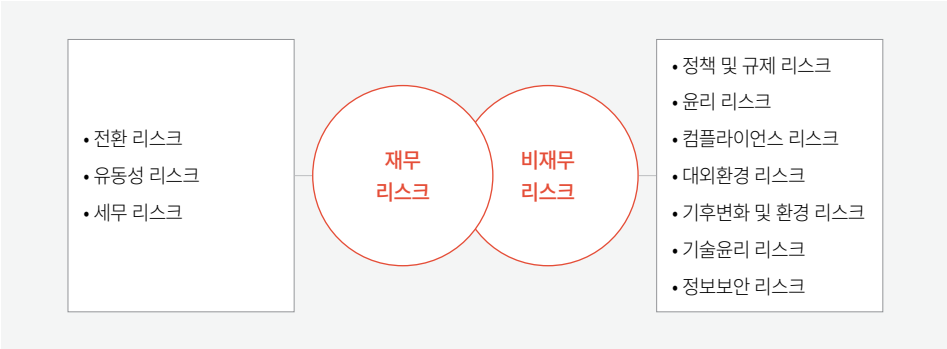 • 전환 리스크
• 유동성 리스크
• 세무 리스크
재무
리스크
비재무
리스크
• 정책 및 규제 리스크
• 윤리 리스크
• 컴플라이언스 리스크
• 대외환경 리스크
• 기후변화 및 환경 리스크
• 기술윤리 리스크
• 정보보안 리스크